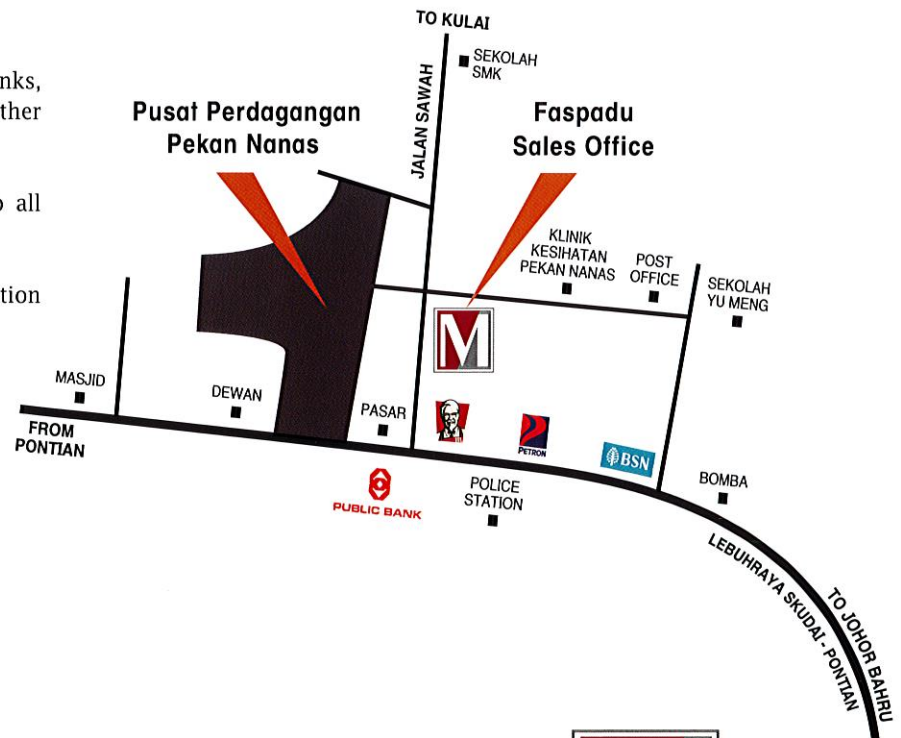 nks,
ther
o all
tion
TO KULAI
SEKOLAH
SMK
JALAN SAWAH
Pusat Perdagangan
Pekan Nanas
Faspadu
Sales Office
KLINIK
KESIHATAN
PEKAN NANAS
POST
OFFICE
SEKOLAH
YU MENG
M
MASJID
DEWAN
PASAR
FROM
PONTIAN
PETRON
BSN
PUBLIC BANK
POLICE
STATION
BOMBA
LEBUHRAYA SKUDAI - PONTIAN
TO JOHOR BAHRU